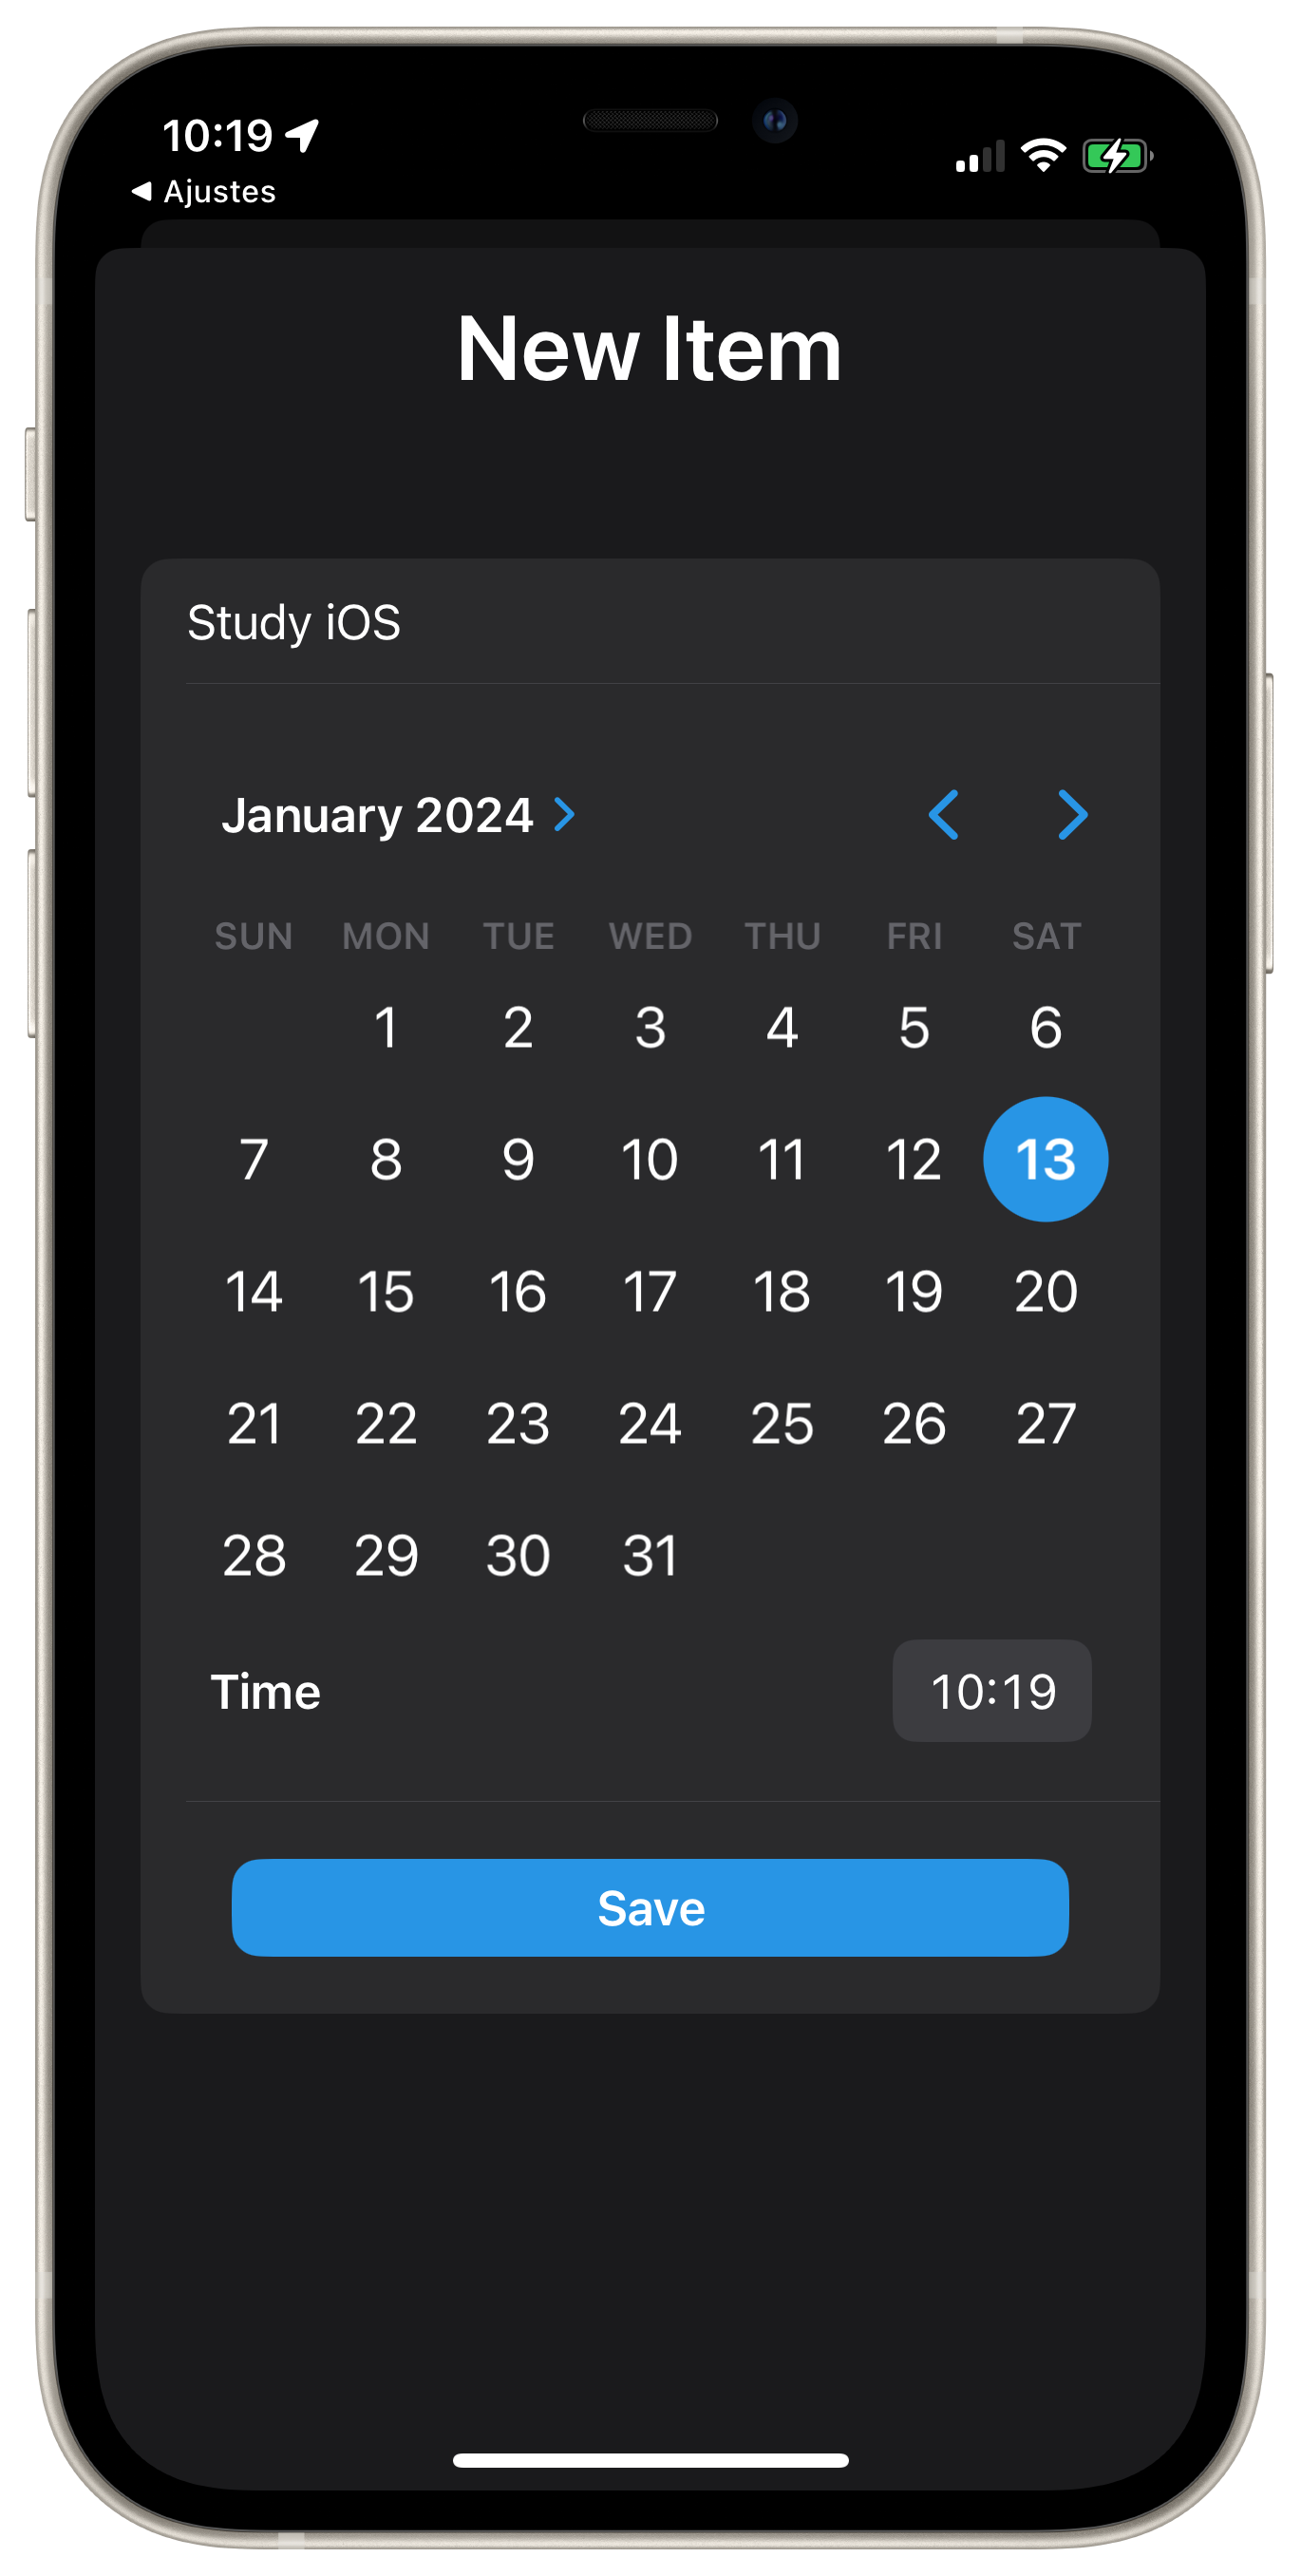 10:19
Ajustes
New Item
Study iOS
January 2024
SUN MON TUE WED THU FRI SAT
1 2 3 4 5 6
7 8 9 10 11 12 13
14 15 16 17 18 19 20
21 22 23 24 25 26 27
28 29 30 31
Time 10:19
Save